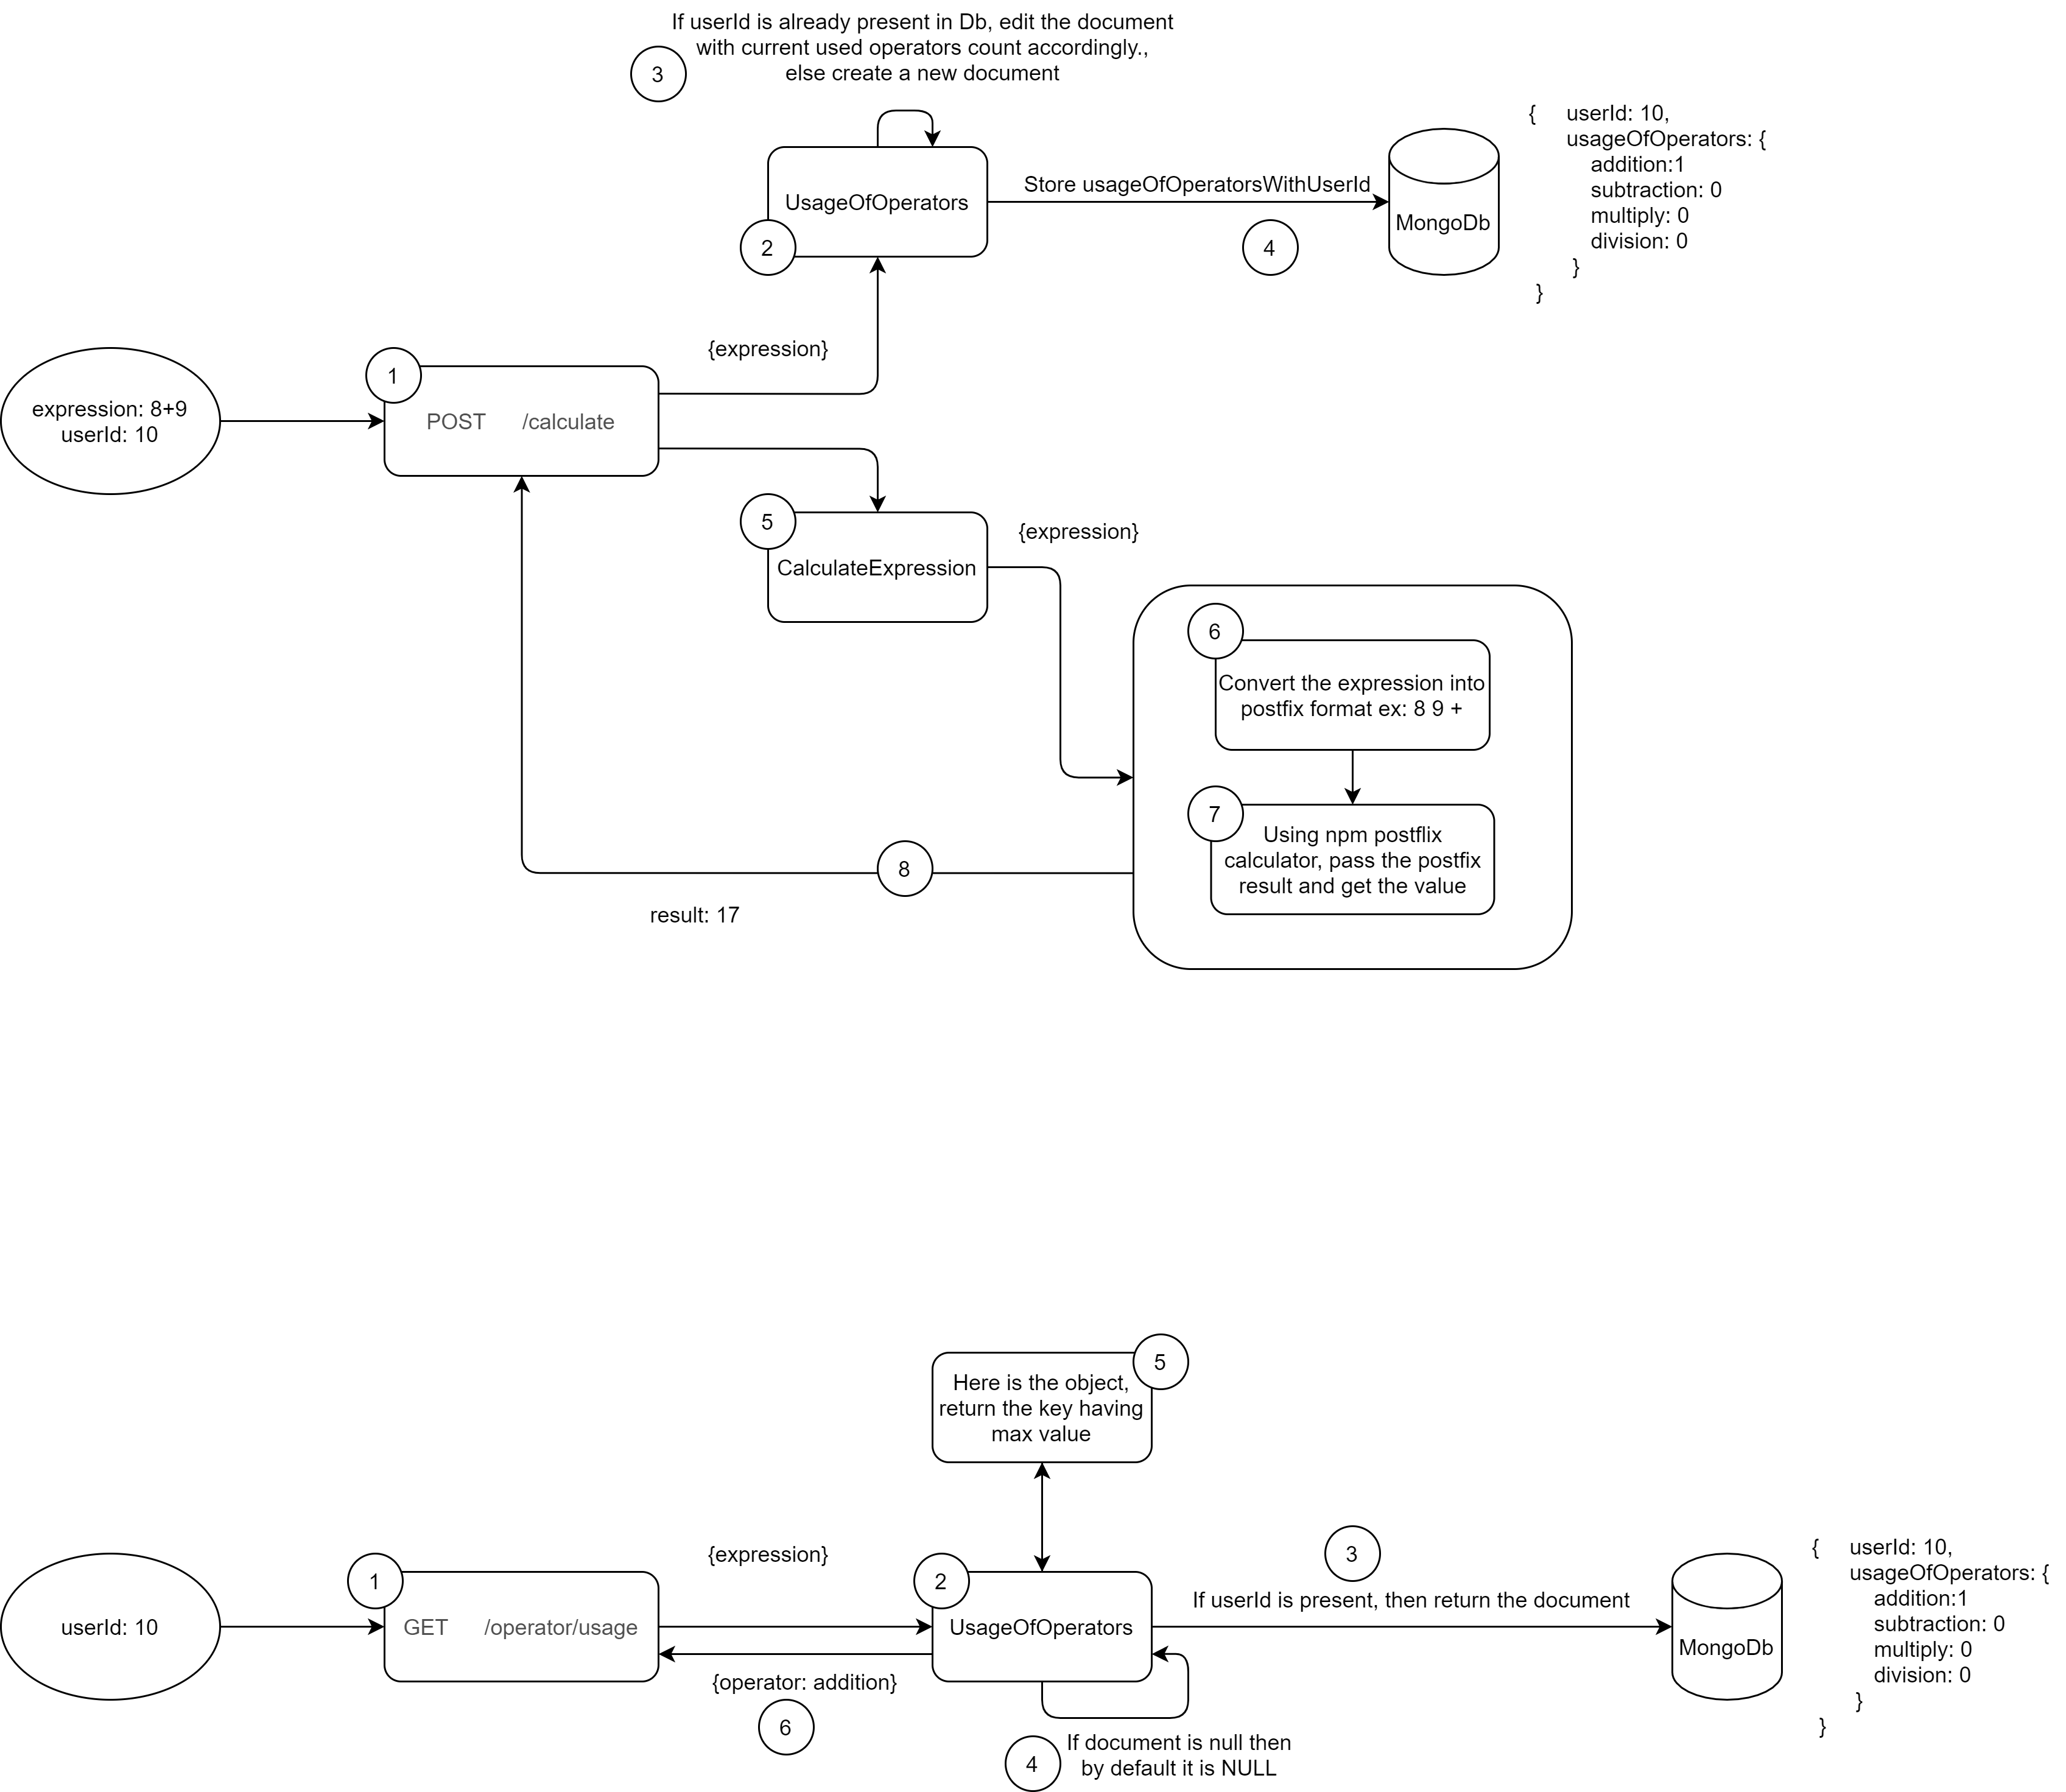 If userId is already present in Db, edit the document
with current used operators count accordingly.,
else create a new document
3
UsageOfOperators
2
Store usageOfOperatorsWithUserId
4
MongoDb
{ userId: 10,
usageOfOperators: {
addition:1
subtraction: 0
multiply: 0
division: 0
}
}
{expression}
expression: 8+9
userId: 10
1
POST /calculate
5
CalculateExpression
{expression}
6
Convert the expression into
postfix format ex: 8 9 +
7
Using npm postflix
calculator, pass the postfix
result and get the value
8
result: 17
5
Here is the object,
return the key having
max value
userId: 10
1
GET /operator/usage
{expression}
2
UsageOfOperators
3
If userId is present, then return the document
MongoDb
{ userId: 10,
usageOfOperators: {
addition:1
subtraction: 0
multiply: 0
division: 0
}
}
{operator: addition}
6
4
If document is null then
by default it is NULL